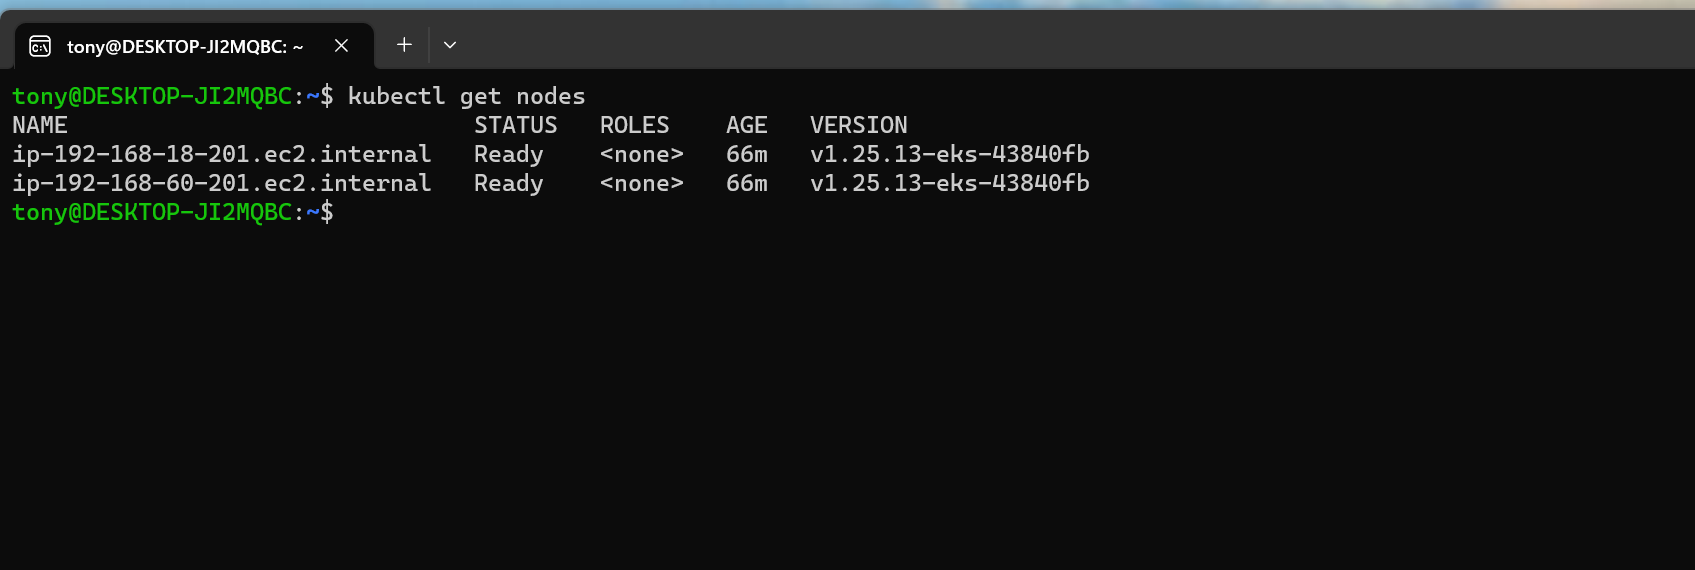 tony@DESKTOP-JI2MQBC: ~
tony@DESKTOP-JI2MQBC:~$ kubectl get nodes
NAME                             STATUS   ROLES    AGE   VERSION
ip-192-168-18-201.ec2.internal   Ready    <none>   66m   v1.25.13-eks-43840fb
ip-192-168-60-201.ec2.internal   Ready    <none>   66m   v1.25.13-eks-43840fb
tony@DESKTOP-JI2MQBC:~$